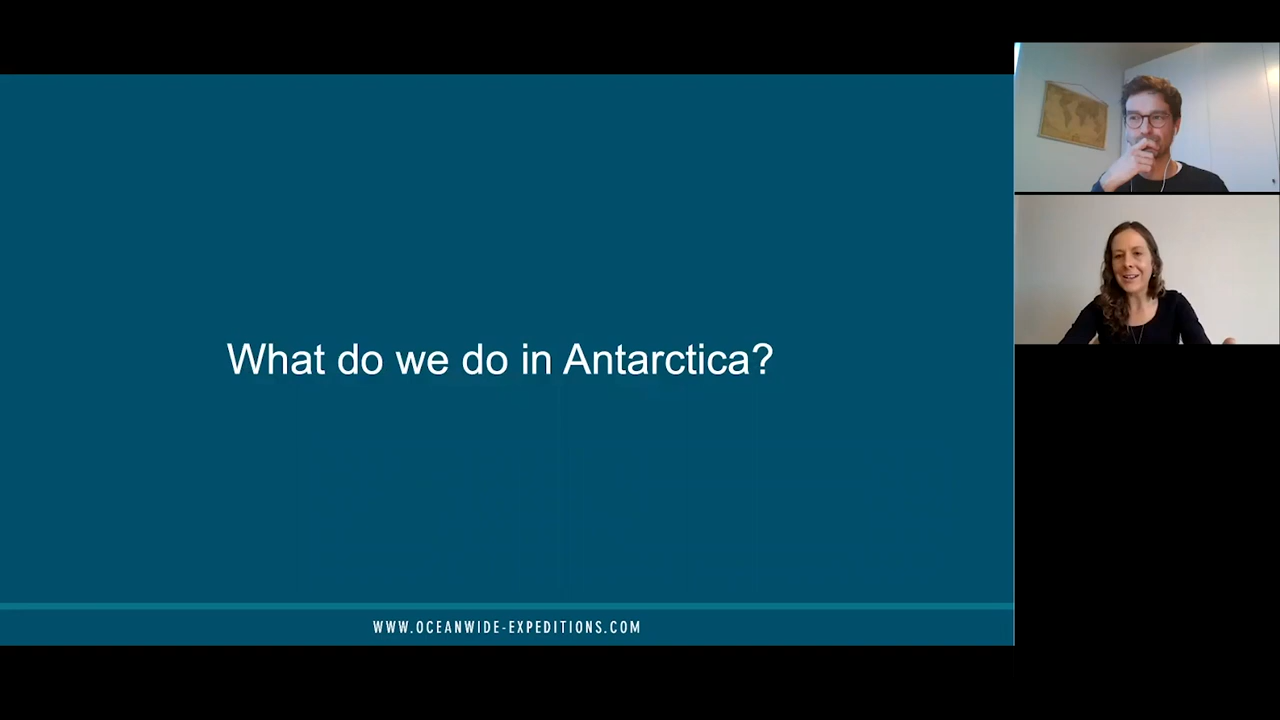 What do we do in Antarctica?
WWW.OCEANWIDE-EXPEDITIONS.COM